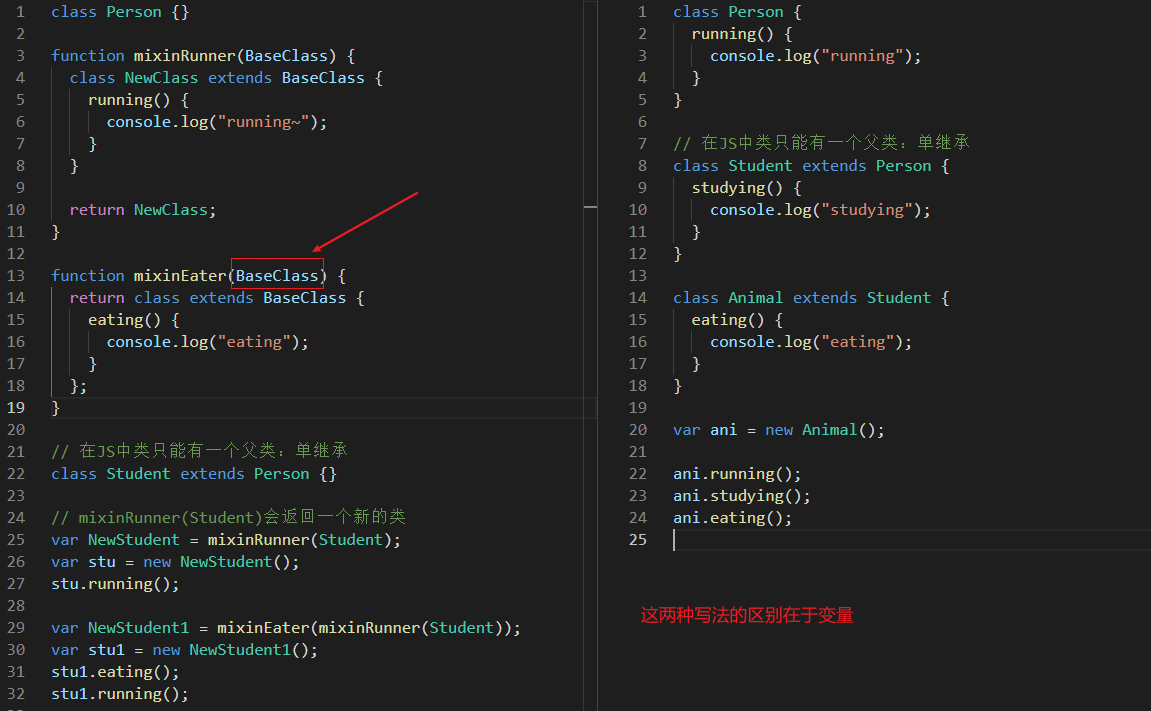 1 class Person {}
2
3 function mixinRunner(BaseClass) {
4 class NewClass extends BaseClass {
5 running() {
6 console.log("running~");
7 }
8 }
9
10 return NewClass;
11 }
12
13 function mixinEater(BaseClass) {
14 return class extends BaseClass {
15 eating() {
16 console.log("eating");
17 }
18 };
19 }
20
21 // 在JS中类只能有一个父类：单继承
22 class Student extends Person {}
23
24 // mixinRunner(Student)会返回一个新的类
25 var NewStudent = mixinRunner(Student);
26 var stu = new NewStudent();
27 stu.running();
28
29 var NewStudent1 = mixinEater(mixinRunner(Student));
30 var stu1 = new NewStudent1();
31 stu1.eating();
32 stu1.running();
1 class Person {
2 running() {
3 console.log("running");
4 }
5 }
6
7 // 在JS中类只能有一个父类：单继承
8 class Student extends Person {
9 studying() {
10 console.log("studying");
11 }
12 }
13
14 class Animal extends Student {
15 eating() {
16 console.log("eating");
17 }
18 }
19
20 var ani = new Animal();
21
22 ani.running();
23 ani.studying();
24 ani.eating();
25
这两种写法的区别在于变量